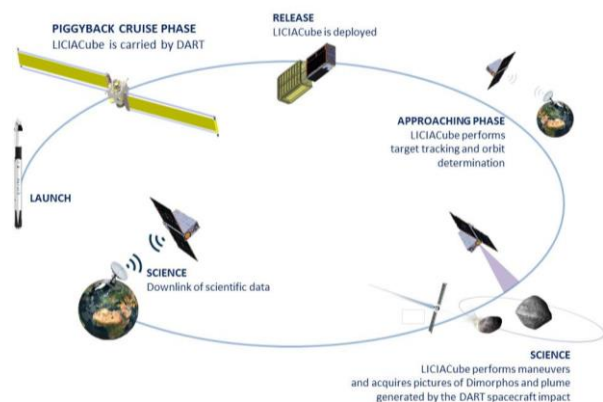 PIGGYBACK CRUISE PHASE
LICIACube is carried by DART
RELEASE
LICIACube is deployed
APPROACHING PHASE
LICIACube performs
target tracking and orbit
determination
LAUNCH
SCIENCE
Downlink of scientific data
SCIENCE
LICIACube performs maneuvers
and acquires pictures of Dimorphos and plume
generated by the DART spacecraft impact